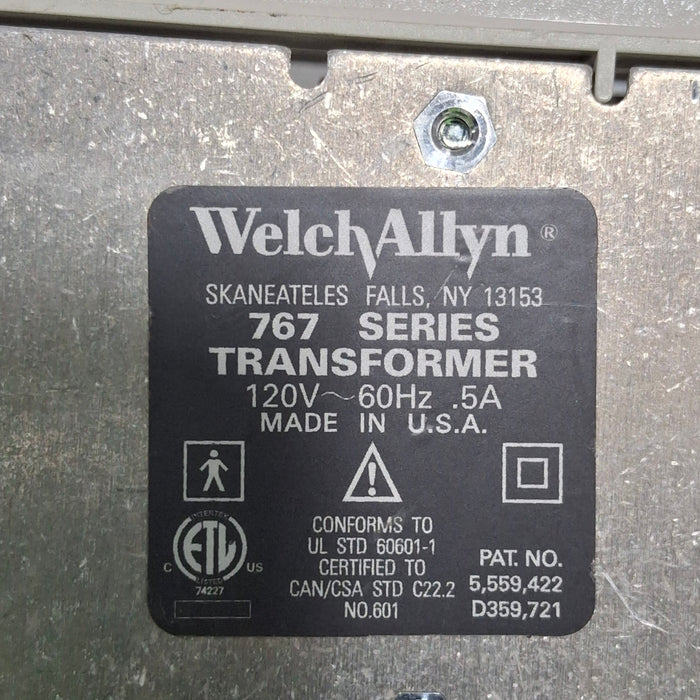 WelchAllyn®
SKANEATELES FALLS, NY 13153
767 SERIES
TRANSFORMER
120V~60Hz .5A
MADE IN U.S.A.
INTERTEK
ETL
C US
LISTED
74227
CONFORMS TO
UL STD 60601-1
CERTIFIED TO
CAN/CSA STD C22.2
NO.601
PAT. NO.
5,559,422
D359,721